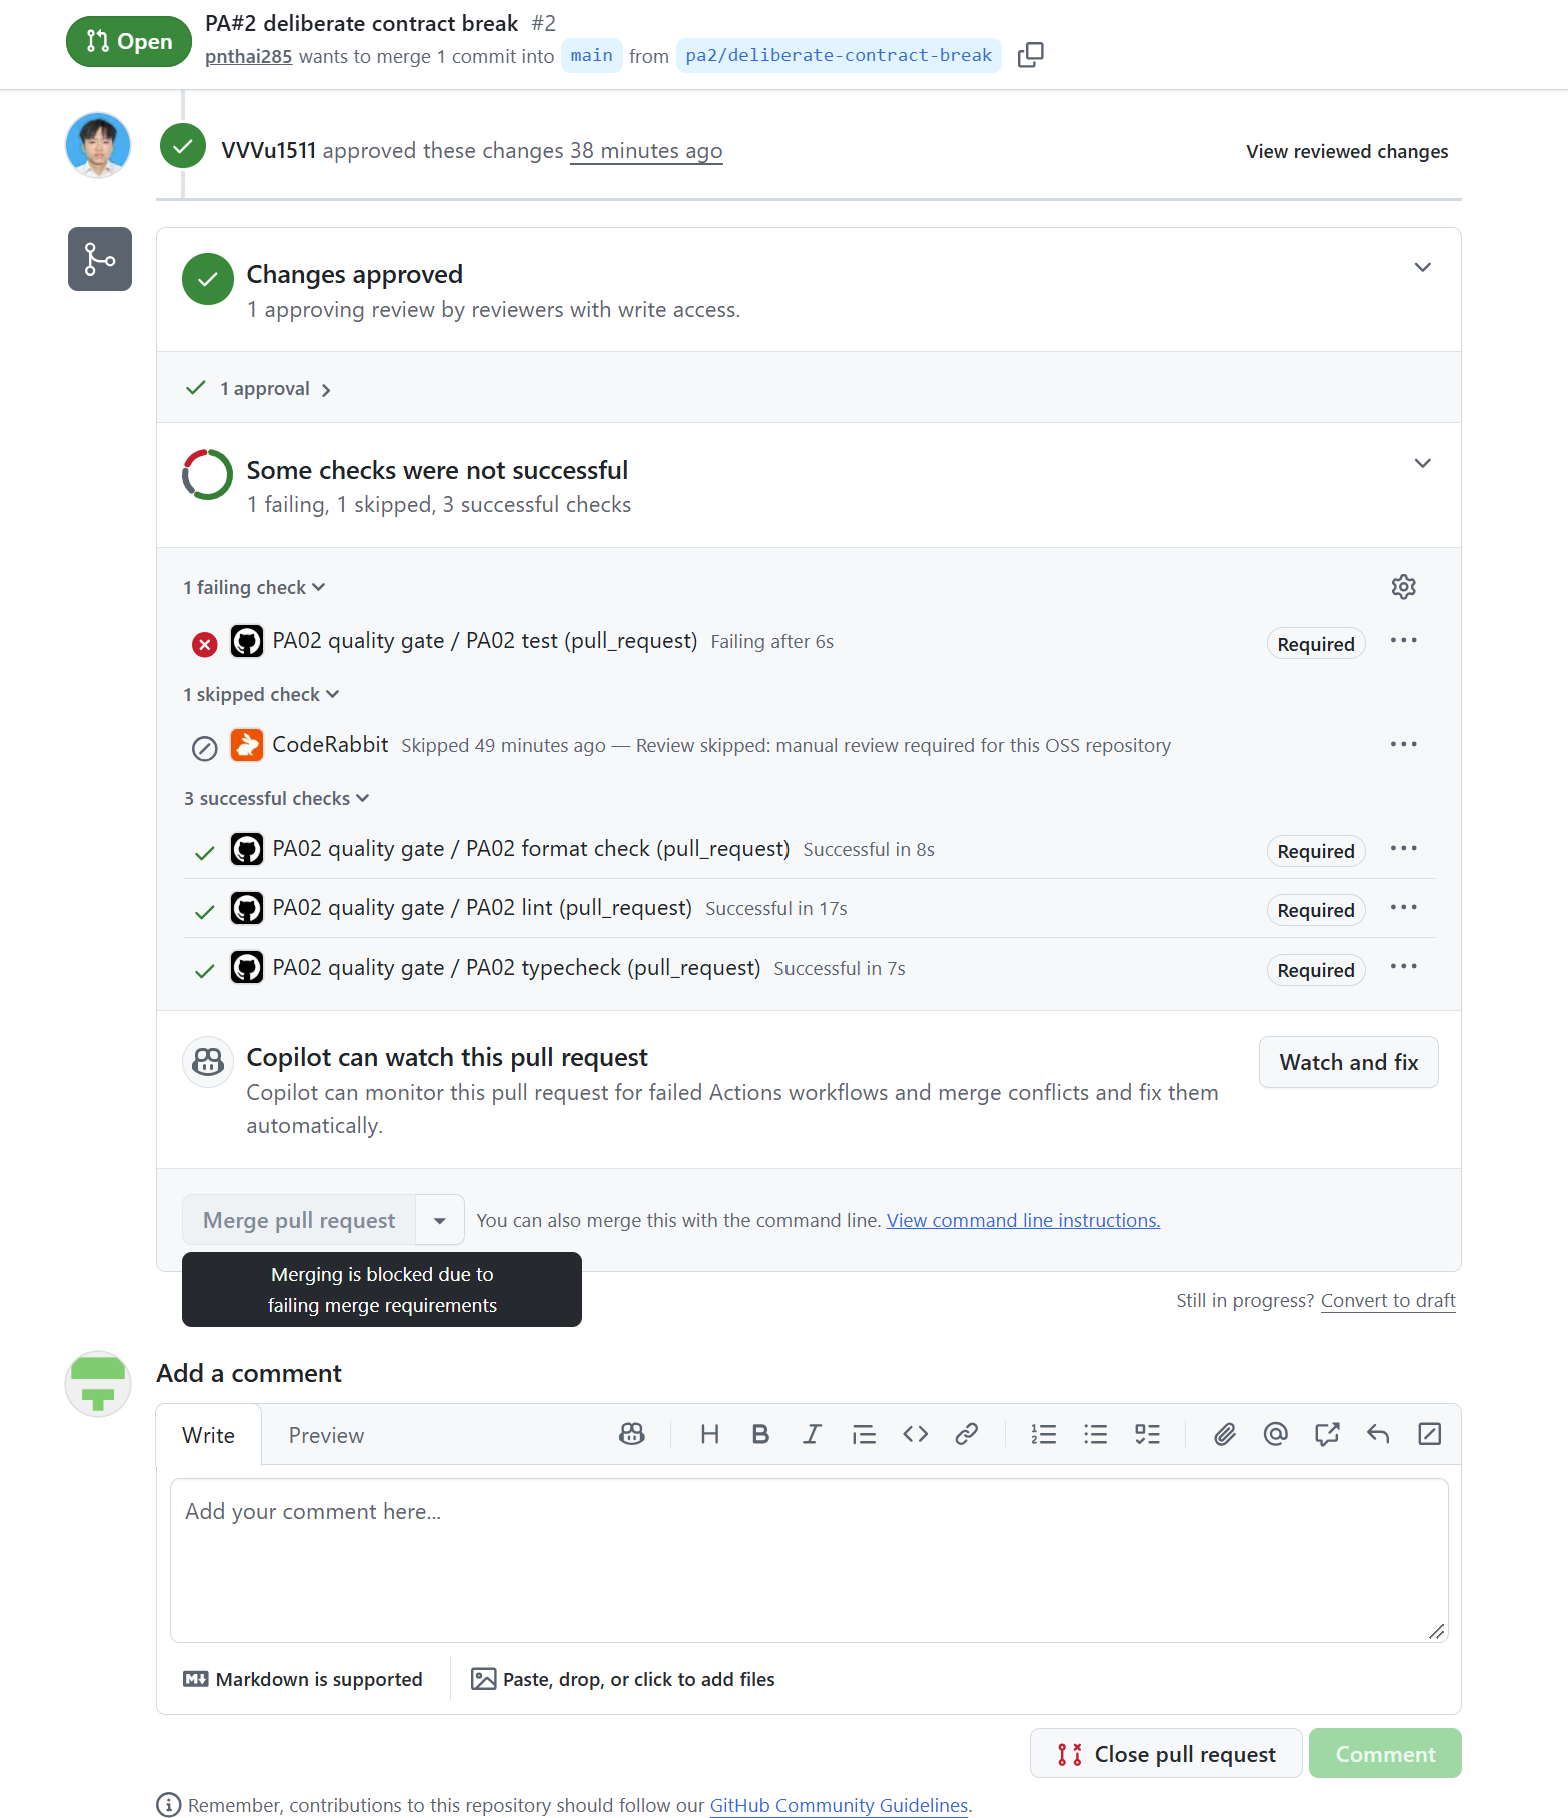 Open
PA#2 deliberate contract break #2
pnthai285 wants to merge 1 commit into main from pa2/deliberate-contract-break
VVVu1511 approved these changes 38 minutes ago
View reviewed changes
Changes approved
1 approving review by reviewers with write access.
1 approval
Some checks were not successful
1 failing, 1 skipped, 3 successful checks
1 failing check
PA02 quality gate / PA02 test (pull_request) Failing after 6s
Required
1 skipped check
CodeRabbit Skipped 49 minutes ago — Review skipped: manual review required for this OSS repository
3 successful checks
PA02 quality gate / PA02 format check (pull_request) Successful in 8s
Required
PA02 quality gate / PA02 lint (pull_request) Successful in 17s
Required
PA02 quality gate / PA02 typecheck (pull_request) Successful in 7s
Required
Copilot can watch this pull request
Copilot can monitor this pull request for failed Actions workflows and merge conflicts and fix them
automatically.
Watch and fix
Merge pull request
You can also merge this with the command line. View command line instructions.
Merging is blocked due to
failing merge requirements
Still in progress? Convert to draft
Add a comment
Write
Preview
Add your comment here...
Markdown is supported
Paste, drop, or click to add files
Close pull request
Comment
Remember, contributions to this repository should follow our GitHub Community Guidelines.